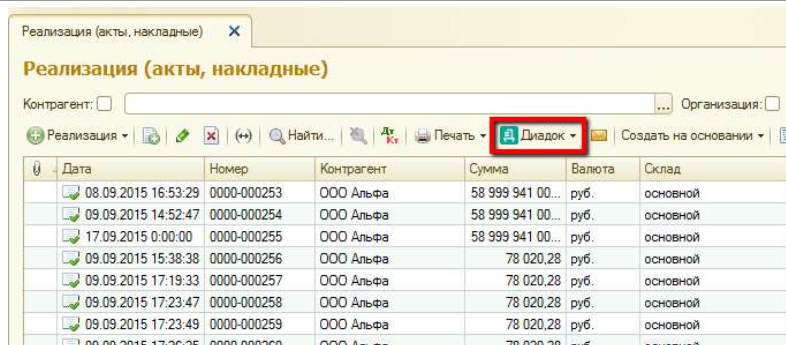 Реализация (акты, накладные) X
Реализация (акты, накладные)
Контрагент: ... Организация:
Реализация Найти... Дт Кт Печать Диадок Создать на основании
Дата Номер Контрагент Сумма Валюта Склад
08.09.2015 16:53:29 0000-000253 ООО Альфа 58 999 941 00... руб. основной
09.09.2015 14:52:47 0000-000254 ООО Альфа 58 999 941 00... руб. основной
17.09.2015 0:00:00 0000-000255 ООО Альфа 58 999 941 00... руб. основной
09.09.2015 15:38:38 0000-000256 ООО Альфа 78 020,28 руб. основной
09.09.2015 17:19:33 0000-000257 ООО Альфа 78 020,28 руб. основной
09.09.2015 17:23:47 0000-000258 ООО Альфа 78 020,28 руб. основной
09.09.2015 17:23:49 0000-000259 ООО Альфа 78 020,28 руб. основной